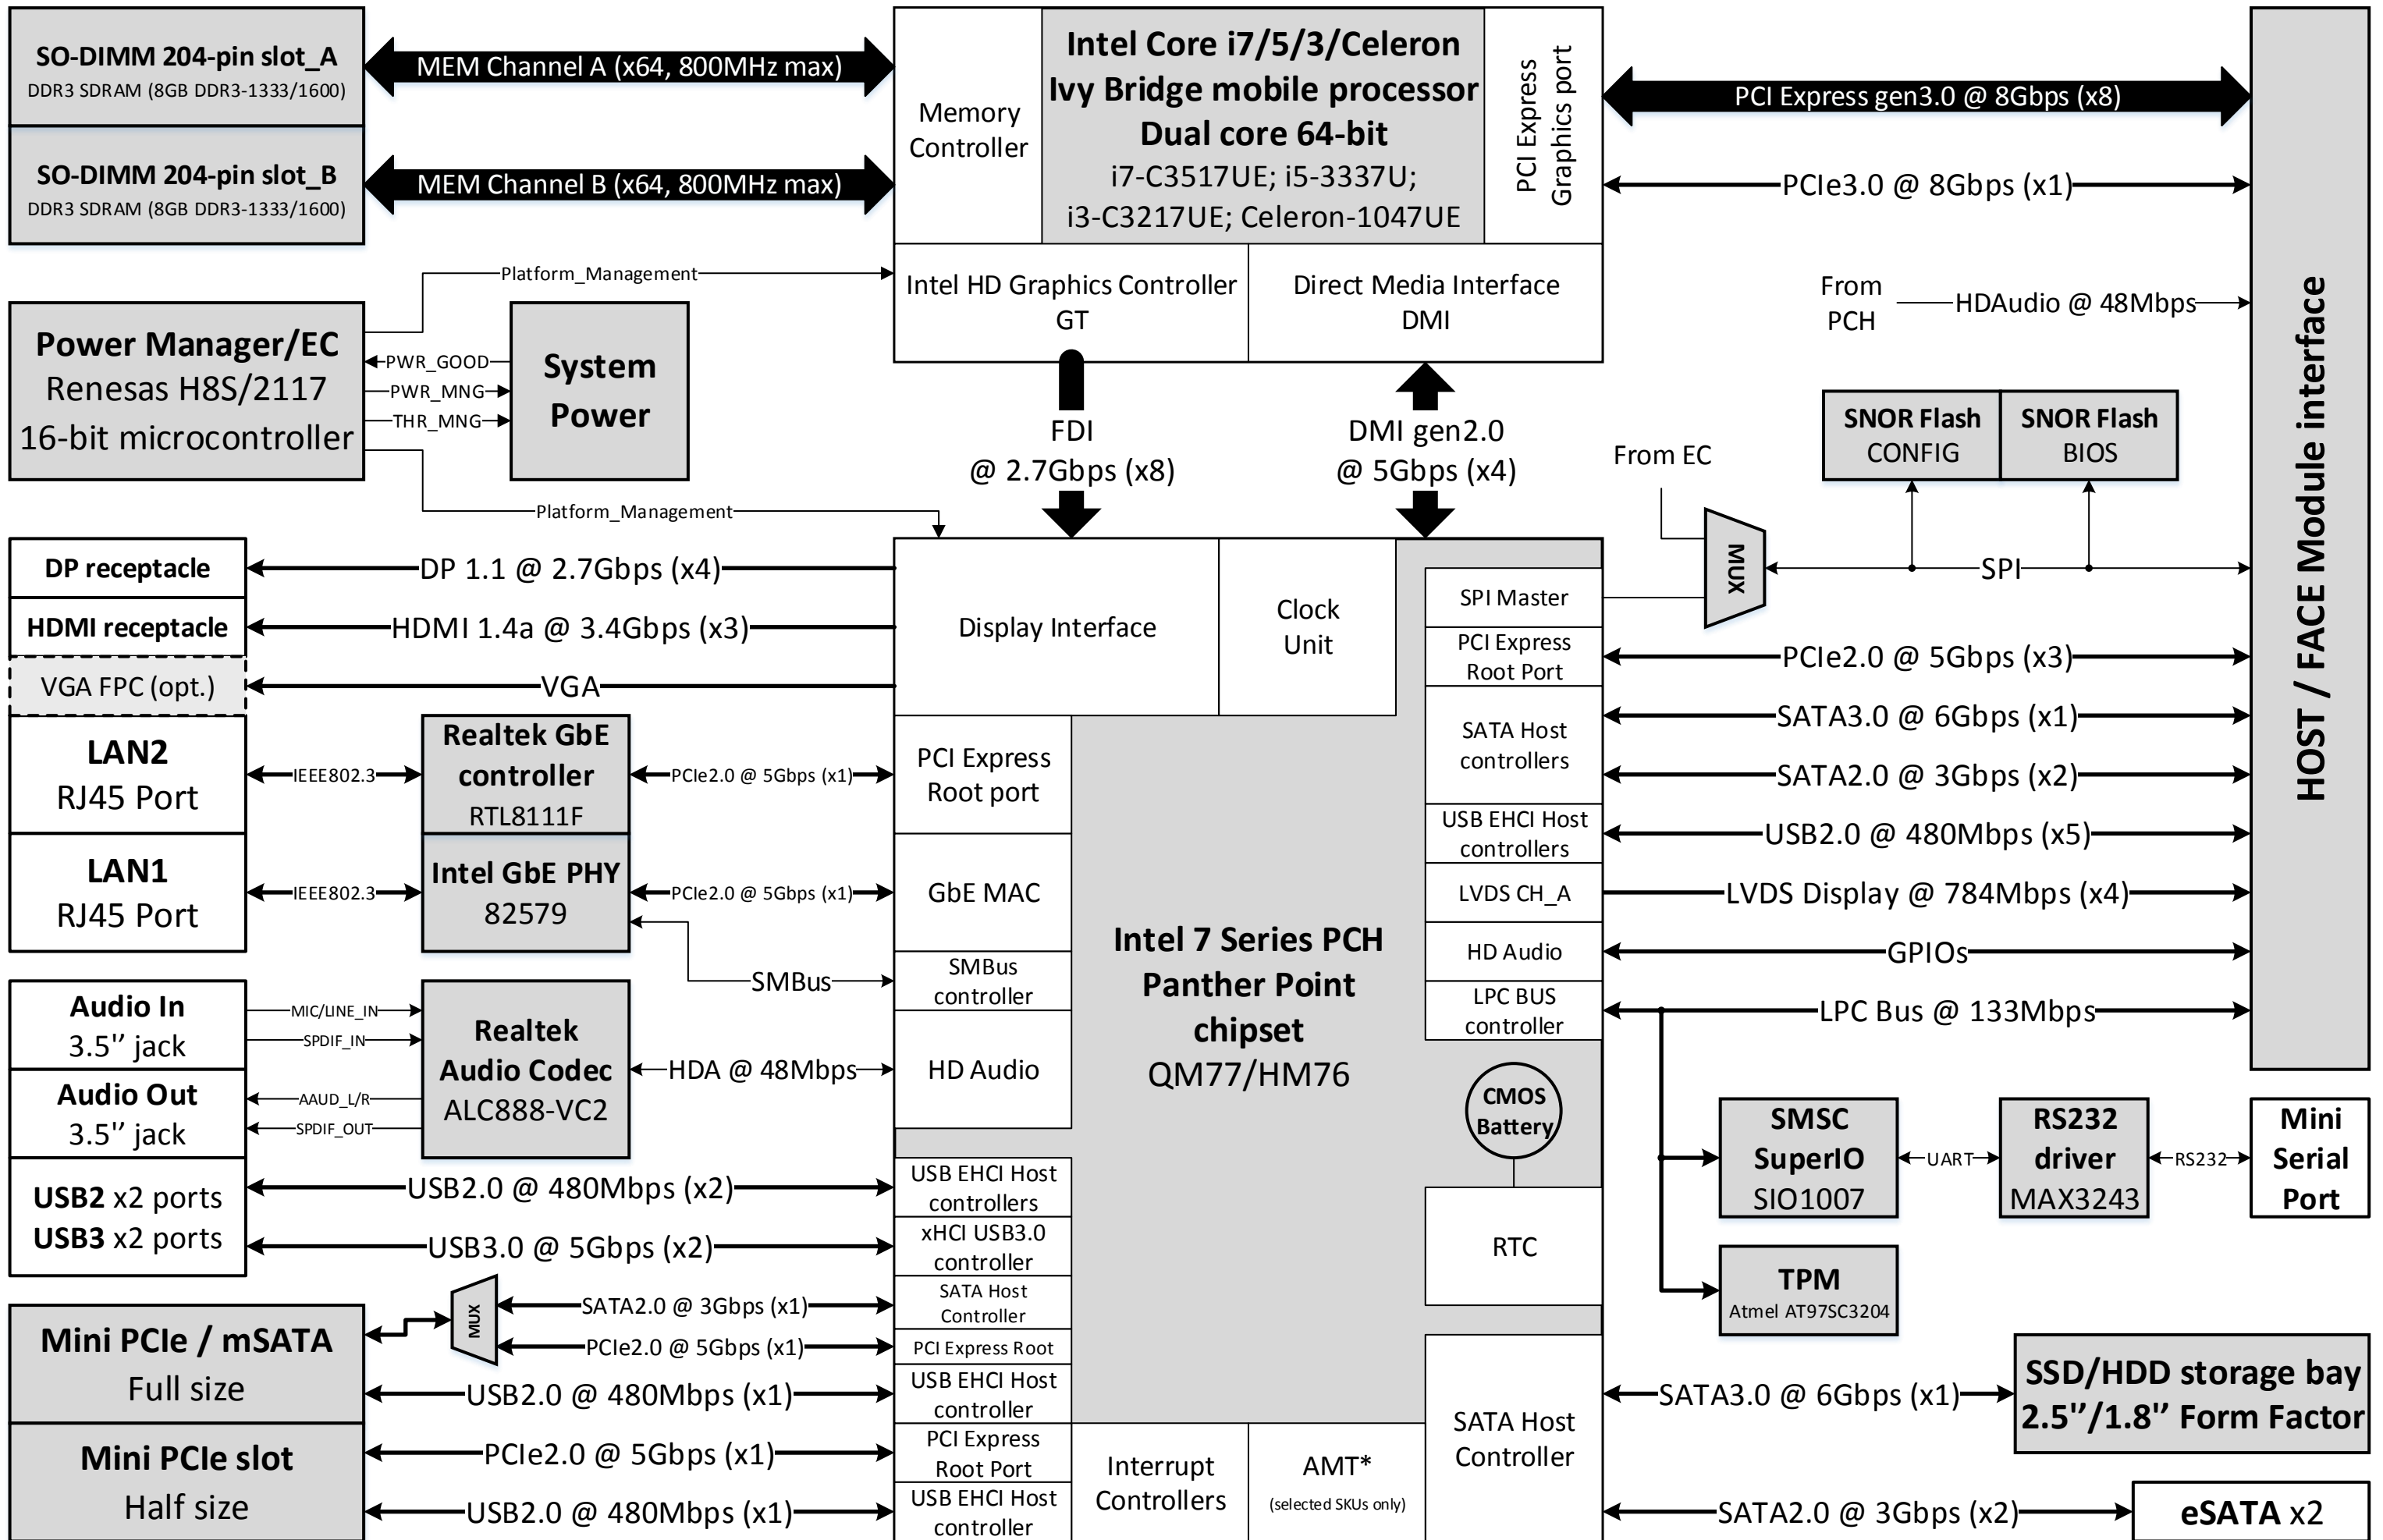 SO-DIMM 204-pin slot_A
DDR3 SDRAM (8GB DDR3-1333/1600)
MEM Channel A (x64, 800MHz max)
SO-DIMM 204-pin slot_B
DDR3 SDRAM (8GB DDR3-1333/1600)
MEM Channel B (x64, 800MHz max)
Memory
Controller
Intel Core i7/5/3/Celeron
Ivy Bridge mobile processor
Dual core 64-bit
i7-C3517UE; i5-3337U;
i3-C3217UE; Celeron-1047UE
PCI Express
Graphics port
PCI Express gen3.0 @ 8Gbps (x8)
PCIe3.0 @ 8Gbps (x1)
Intel HD Graphics Controller
GT
Direct Media Interface
DMI
From
PCH
HDAudio @ 48Mbps
HOST / FACE Module interface
Platform_Management
Power Manager/EC
Renesas H8S/2117
16-bit microcontroller
PWR_GOOD
PWR_MNG
THR_MNG
System
Power
Platform_Management
FDI
@ 2.7Gbps (x8)
DMI gen2.0
@ 5Gbps (x4)
From EC
MUX
SNOR Flash
CONFIG
SNOR Flash
BIOS
SPI
DP receptacle
DP 1.1 @ 2.7Gbps (x4)
HDMI receptacle
HDMI 1.4a @ 3.4Gbps (x3)
VGA FPC (opt.)
VGA
Display Interface
Clock
Unit
SPI Master
PCI Express
Root Port
PCIe2.0 @ 5Gbps (x3)
SATA Host
controllers
SATA3.0 @ 6Gbps (x1)
SATA2.0 @ 3Gbps (x2)
USB EHCI Host
controllers
USB2.0 @ 480Mbps (x5)
LVDS CH_A
LVDS Display @ 784Mbps (x4)
HD Audio
GPIOs
LPC BUS
controller
LPC Bus @ 133Mbps
LAN2
RJ45 Port
IEEE802.3
Realtek GbE
controller
RTL8111F
PCIe2.0 @ 5Gbps (x1)
PCI Express
Root port
LAN1
RJ45 Port
IEEE802.3
Intel GbE PHY
82579
PCIe2.0 @ 5Gbps (x1)
GbE MAC
SMBus
SMBus
controller
Intel 7 Series PCH
Panther Point
chipset
QM77/HM76
Audio In
3.5'' jack
MIC/LINE_IN
SPDIF_IN
Audio Out
3.5'' jack
AAUD_L/R
SPDIF_OUT
Realtek
Audio Codec
ALC888-VC2
HDA @ 48Mbps
HD Audio
CMOS
Battery
RTC
SMSC
SuperIO
SIO1007
UART
RS232
driver
MAX3243
RS232
Mini
Serial
Port
TPM
Atmel AT97SC3204
USB2 x2 ports
USB3 x2 ports
USB2.0 @ 480Mbps (x2)
USB EHCI Host
controllers
USB3.0 @ 5Gbps (x2)
xHCI USB3.0
controller
Mini PCIe / mSATA
Full size
MUX
SATA2.0 @ 3Gbps (x1)
SATA Host
Controller
PCIe2.0 @ 5Gbps (x1)
PCI Express Root
USB2.0 @ 480Mbps (x1)
USB EHCI Host
controller
Mini PCIe slot
Half size
PCIe2.0 @ 5Gbps (x1)
PCI Express
Root Port
USB2.0 @ 480Mbps (x1)
USB EHCI Host
controller
Interrupt
Controllers
AMT*
(selected SKUs only)
SATA Host
Controller
SATA3.0 @ 6Gbps (x1)
SSD/HDD storage bay
2.5''/1.8'' Form Factor
SATA2.0 @ 3Gbps (x2)
eSATA x2